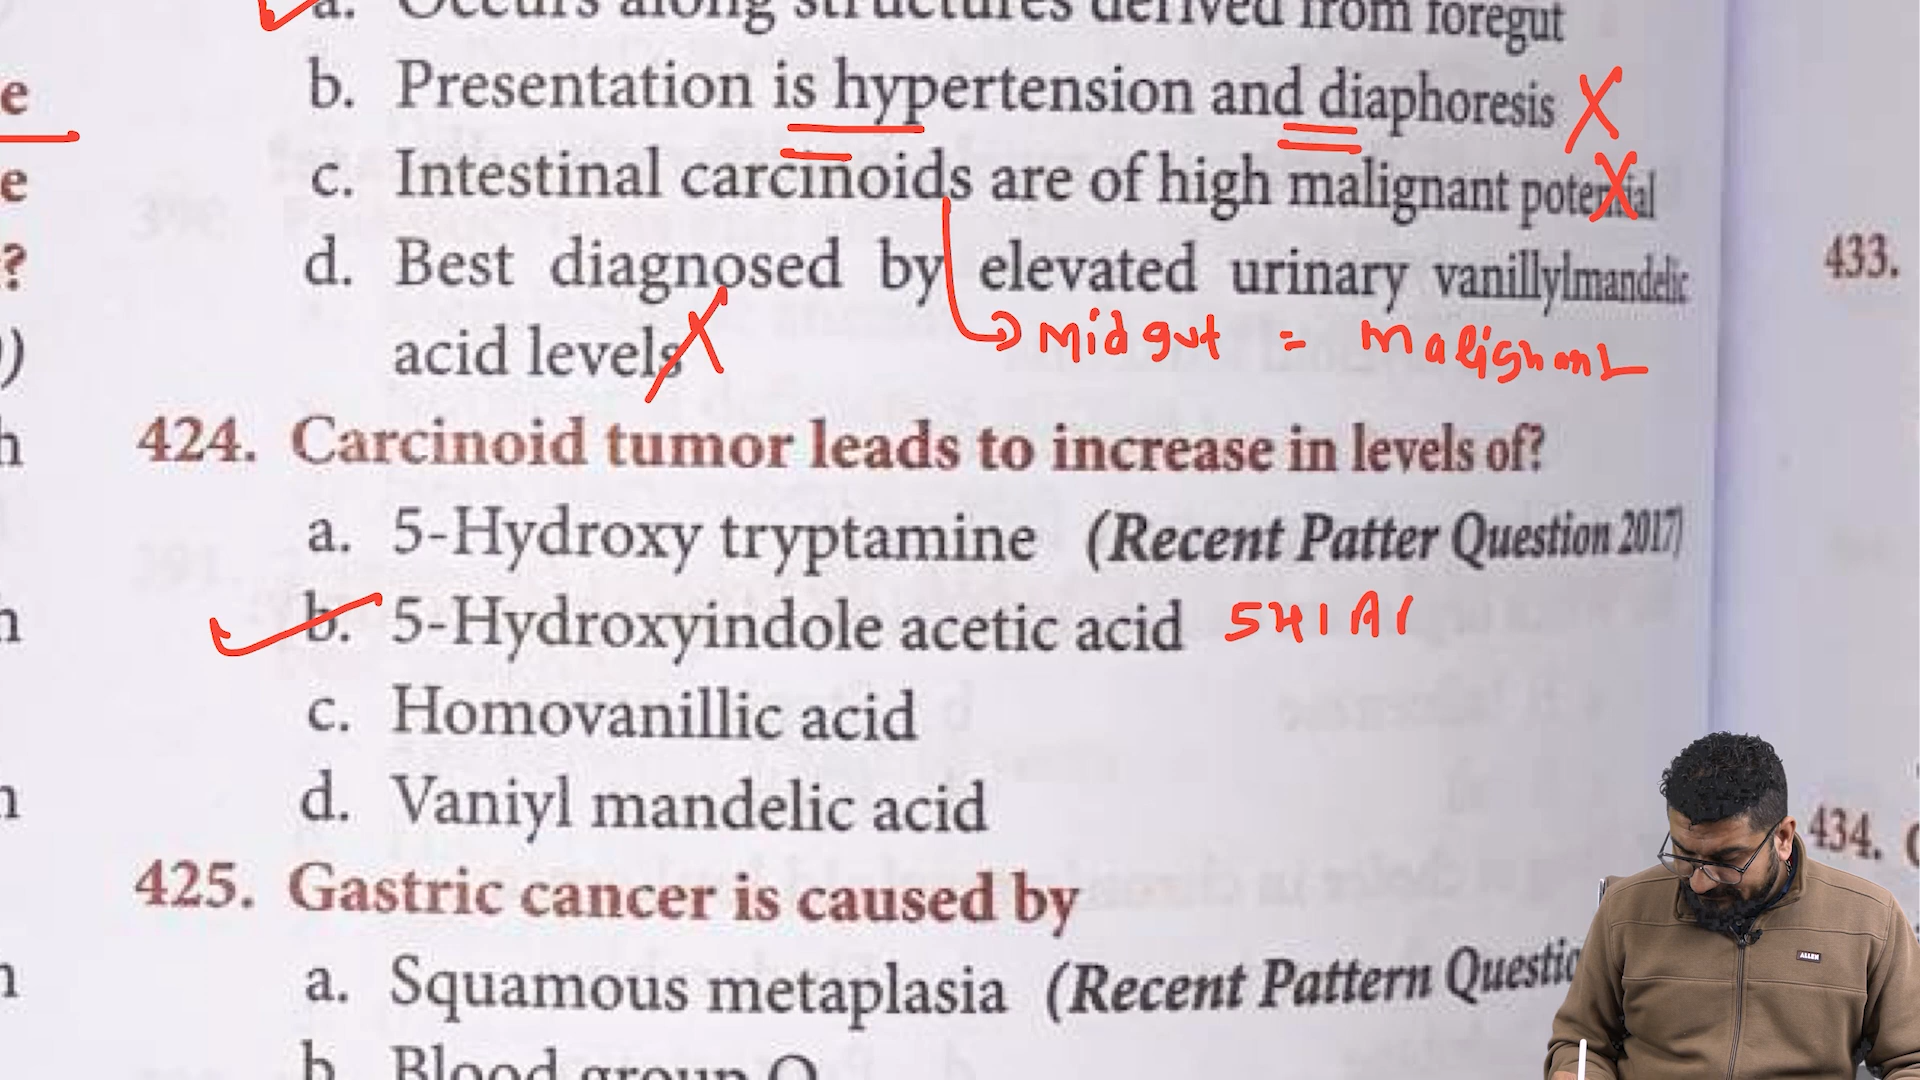 a. Occurs along structures derived from foregut
e
b. Presentation is hypertension and diaphoresis X
e
c. Intestinal carcinoids are of high malignant potential
?
d. Best diagnosed by elevated urinary vanillylmandelic
433.
acid levels
midgut = malignant
)
h
424. Carcinoid tumor leads to increase in levels of?
a. 5-Hydroxy tryptamine (Recent Patter Question 2017)
b. 5-Hydroxyindole acetic acid 5HIAA
c. Homovanillic acid
d. Vaniyl mandelic acid
434.
425. Gastric cancer is caused by
ALLEN
a. Squamous metaplasia (Recent Pattern Questio
b. Blood group O